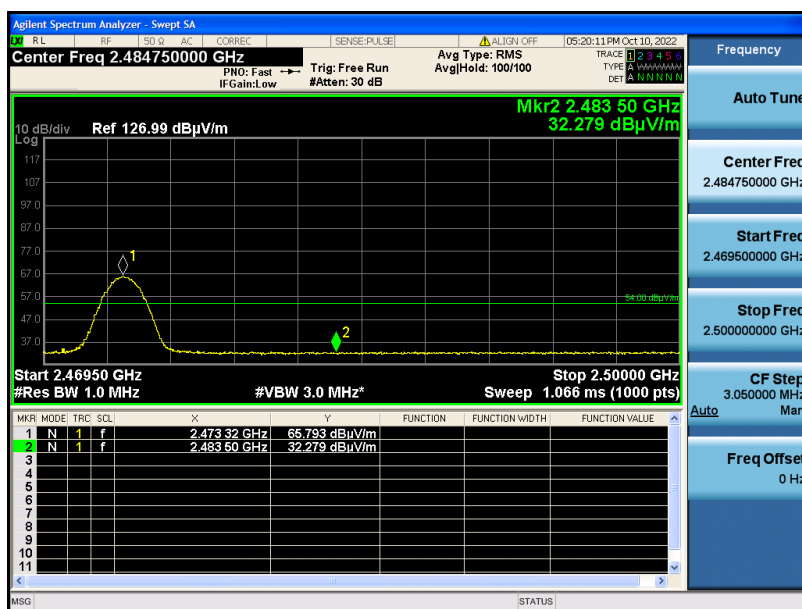 Agilent Spectrum Analyzer - Swept SA
LXI RL RF 50 Ω AC CORREC SENSE:PULSE ALIGN OFF 05:20:11 PM Oct 10, 2022
Center Freq 2.484750000 GHz
PNO: Fast
IFGain:Low
Trig: Free Run
#Atten: 30 dB
Avg Type: RMS
Avg|Hold: 100/100
TRACE 1 2 3 4 5 6
TYPE A WWWWW
DET A N N N N N
Mkr2 2.483 50 GHz
32.279 dBµV/m
10 dB/div Ref 126.99 dBµV/m
Log
117
107
97.0
87.0
77.0
67.0
57.0
47.0
37.0
1
2
54.00 dBµV/m
Start 2.46950 GHz Stop 2.50000 GHz
#Res BW 1.0 MHz #VBW 3.0 MHz* Sweep 1.066 ms (1000 pts)
MKR MODE TRC SCL X Y FUNCTION FUNCTION WIDTH FUNCTION VALUE
1 N 1 f 2.473 32 GHz 65.793 dBµV/m
2 N 1 f 2.483 50 GHz 32.279 dBµV/m
3
4
5
6
7
8
9
10
11
MSG STATUS
Frequency
Auto Tune
Center Freq
2.484750000 GHz
Start Freq
2.469500000 GHz
Stop Freq
2.500000000 GHz
CF Step
3.050000 MHz
Auto Man
Freq Offset
0 Hz